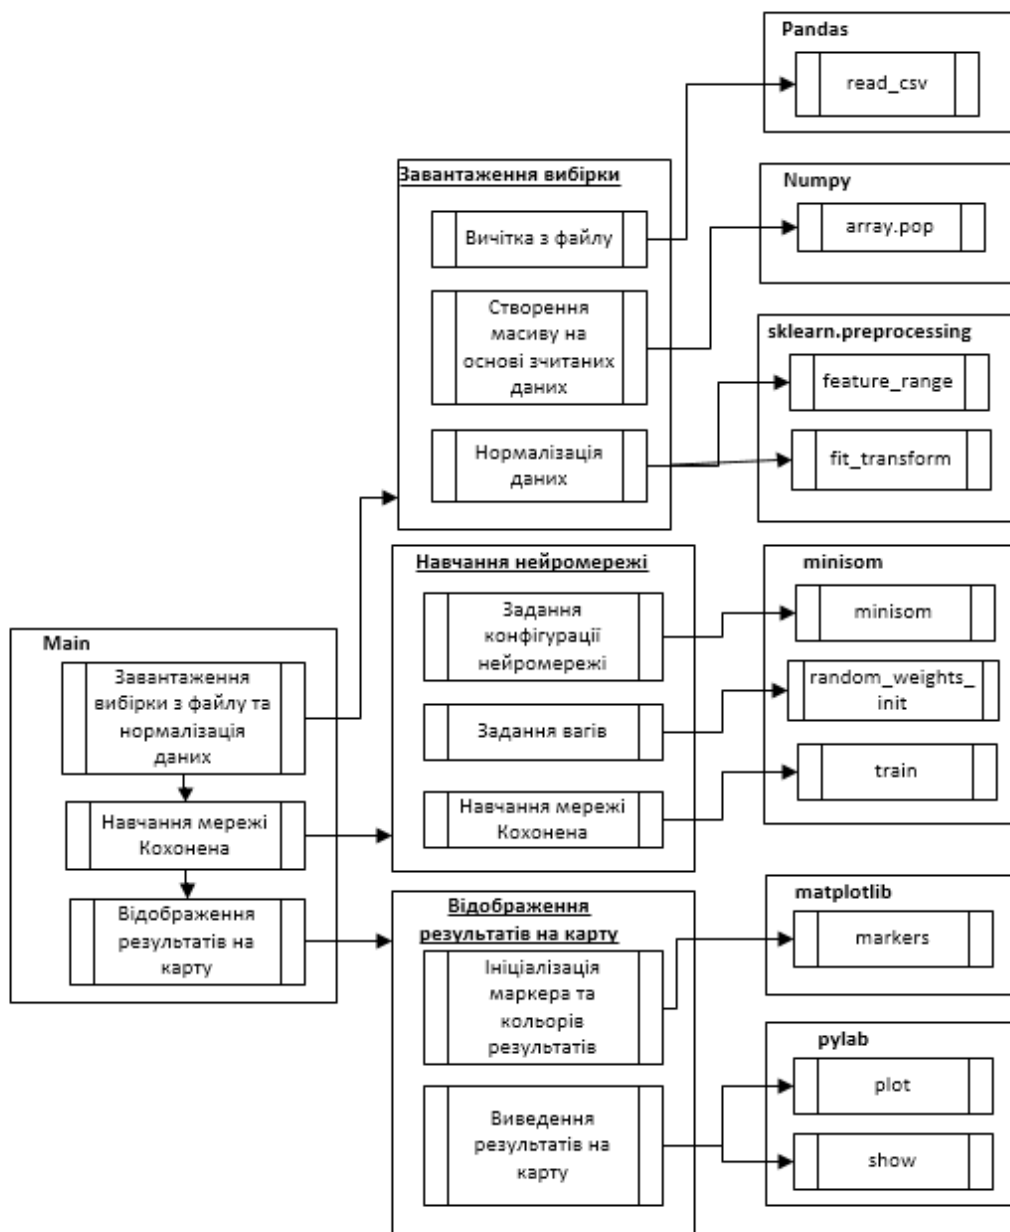 Main
Завантаження
вибірки з файлу та
нормалізація
даних
Навчання мережі
Кохонена
Відображення
результатів на
карту
Завантаження вибірки
Вичітка з файлу
Створення
масиву на
основі зчитаних
даних
Нормалізація
даних
Навчання нейромережі
Задання
конфігурації
нейромережі
Задання вагів
Навчання мережі
Кохонена
Відображення
результатів на карту
Ініціалізація
маркера та
кольорів
результатів
Виведення
результатів на
карту
Pandas
read_csv
Numpy
array.pop
sklearn.preprocessing
feature_range
fit_transform
minisom
minisom
random_weights_
init
train
matplotlib
markers
pylab
plot
show